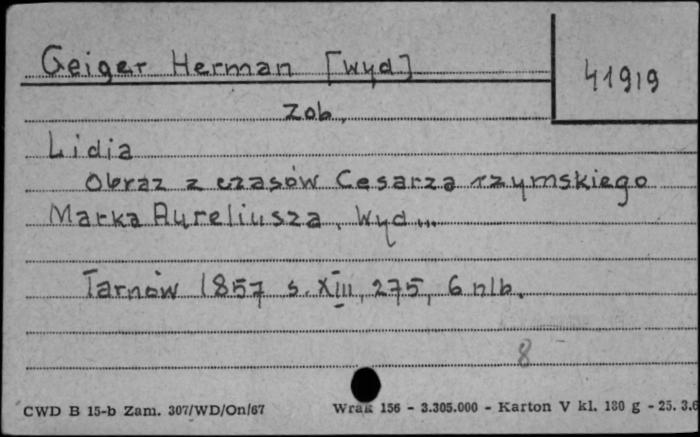 Geiger Herman [wyd]
41919
Zob.
Lidia
Obraz z czasów Cesarza rzymskiego
Marka Aureliusza. Wyd...
Tarnów 1857 s. XIII, 275, 6 nlb.
8
CWD B 15-b Zam. 307/WD/On/67
Wrak 156 - 3.305.000 - Karton V kl. 180 g - 25. 3.6